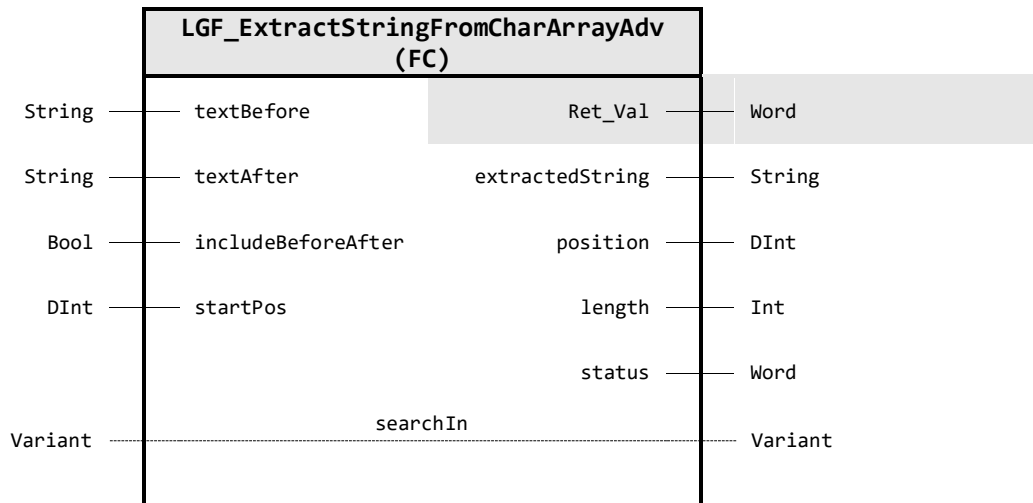 LGF_ExtractStringFromCharArrayAdv
(FC)
String textBefore Ret_Val Word
String textAfter extractedString String
Bool includeBeforeAfter position DInt
DInt startPos length Int
status Word
searchIn
Variant Variant